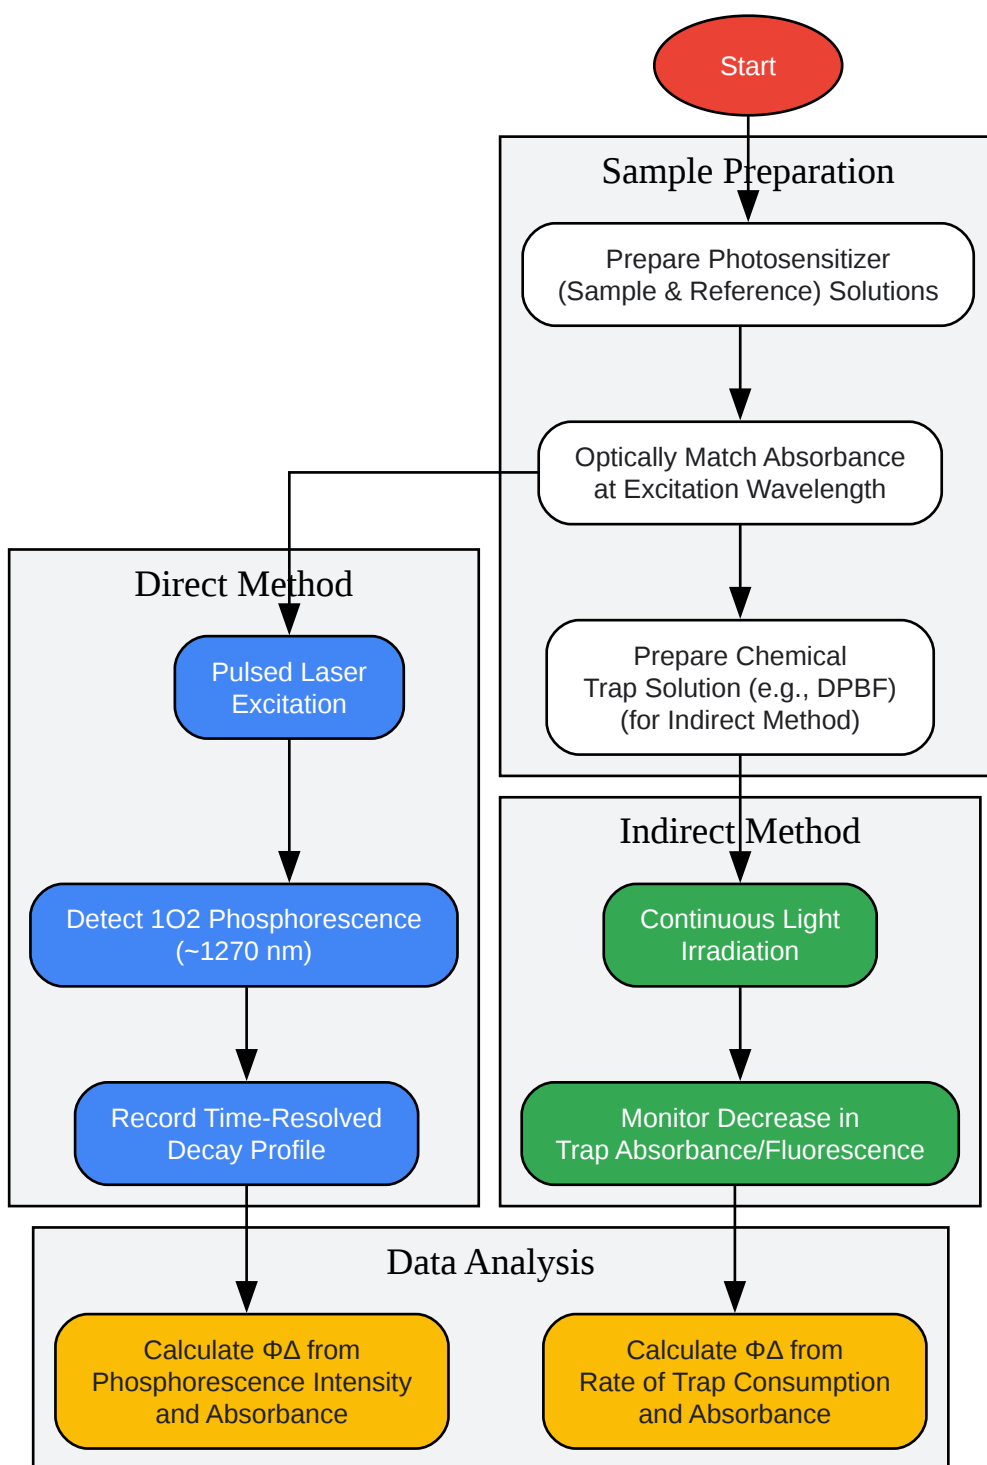 Start
Sample Preparation
Prepare Photosensitizer
(Sample & Reference) Solutions
Optically Match Absorbance
at Excitation Wavelength
Prepare Chemical
Trap Solution (e.g., DPBF)
(for Indirect Method)
Direct Method
Pulsed Laser
Excitation
Detect 1O2 Phosphorescence
(~1270 nm)
Record Time-Resolved
Decay Profile
Indirect Method
Continuous Light
Irradiation
Monitor Decrease in
Trap Absorbance/Fluorescence
Data Analysis
Calculate ΦΔ from
Phosphorescence Intensity
and Absorbance
Calculate ΦΔ from
Rate of Trap Consumption
and Absorbance